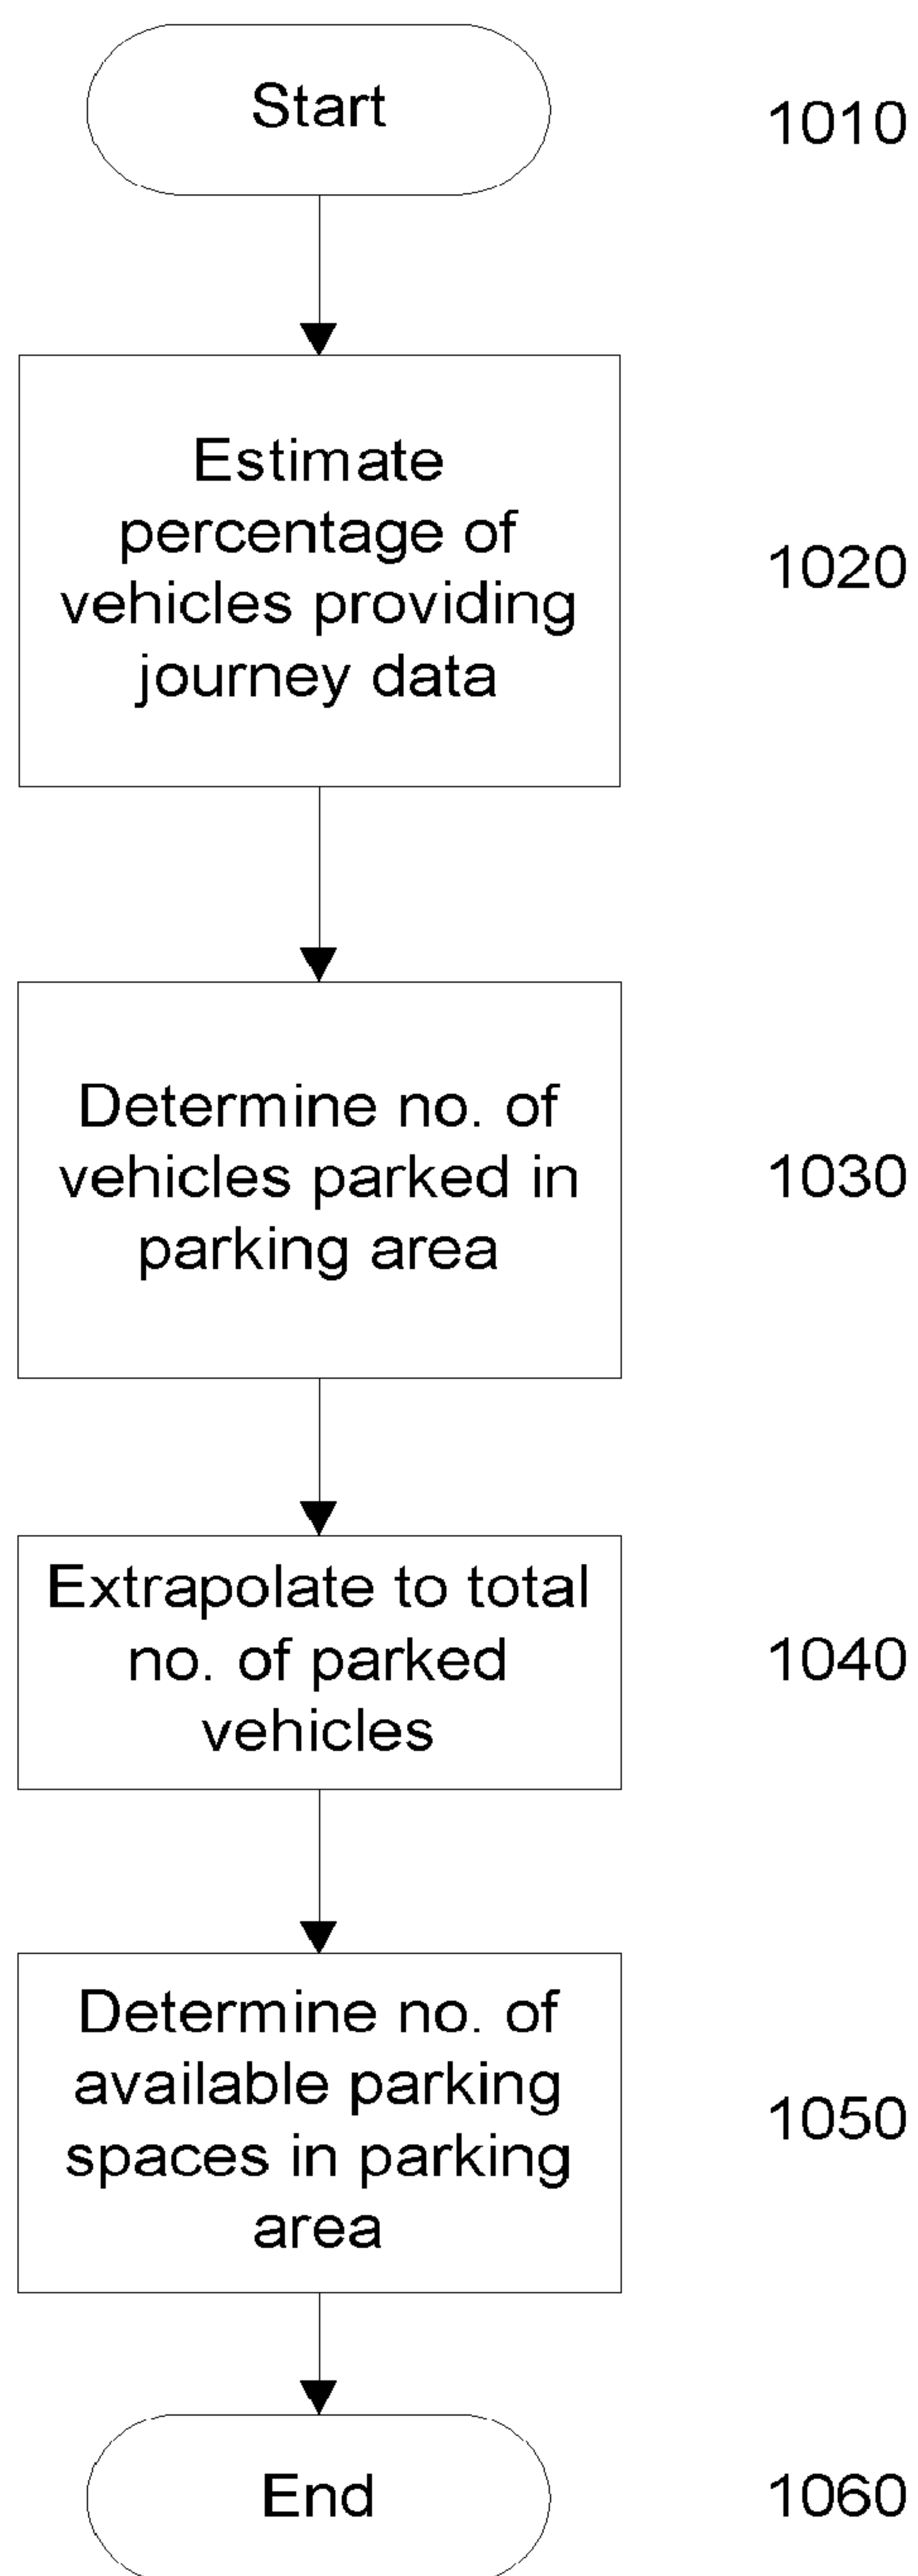 Start
1010
Estimate
percentage of
vehicles providing
journey data
1020
Determine no. of
vehicles parked in
parking area
1030
Extrapolate to total
no. of parked
vehicles
1040
Determine no. of
available parking
spaces in parking
area
1050
End
1060